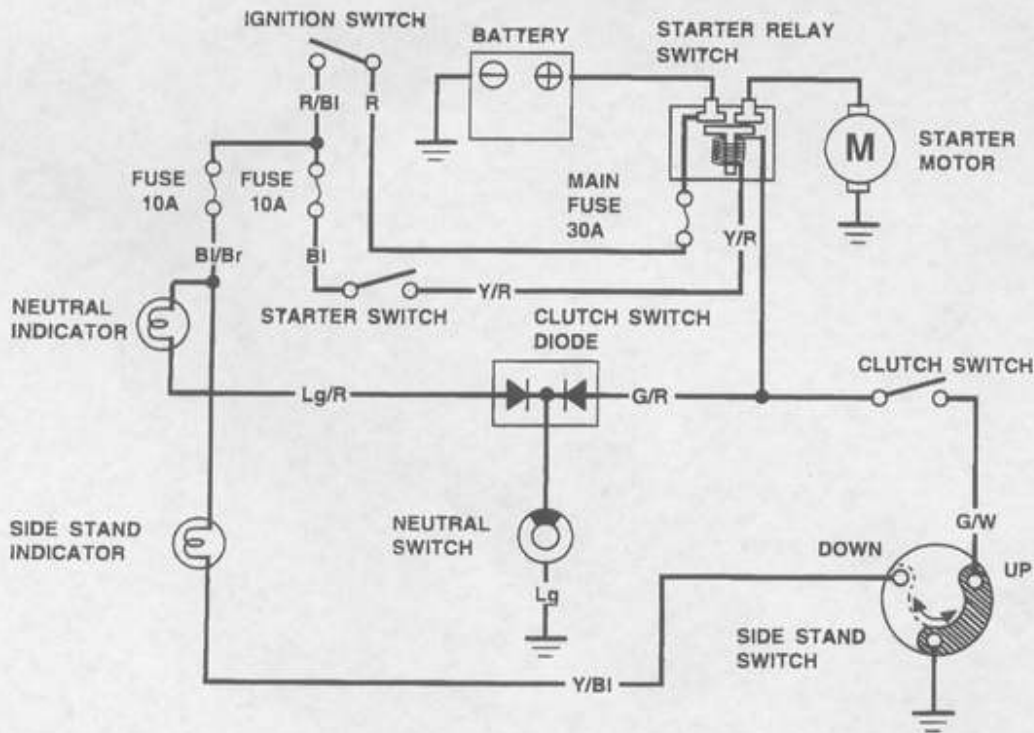 IGNITION SWITCH
BATTERY
STARTER RELAY
SWITCH
R/Bl
R
FUSE
10A
FUSE
10A
MAIN
FUSE
30A
M
STARTER
MOTOR
Y/R
Bl/Br
Bl
NEUTRAL
INDICATOR
STARTER SWITCH
Y/R
CLUTCH SWITCH
DIODE
CLUTCH SWITCH
Lg/R
G/R
SIDE STAND
INDICATOR
NEUTRAL
SWITCH
G/W
DOWN
UP
Lg
SIDE STAND
SWITCH
Y/Bl